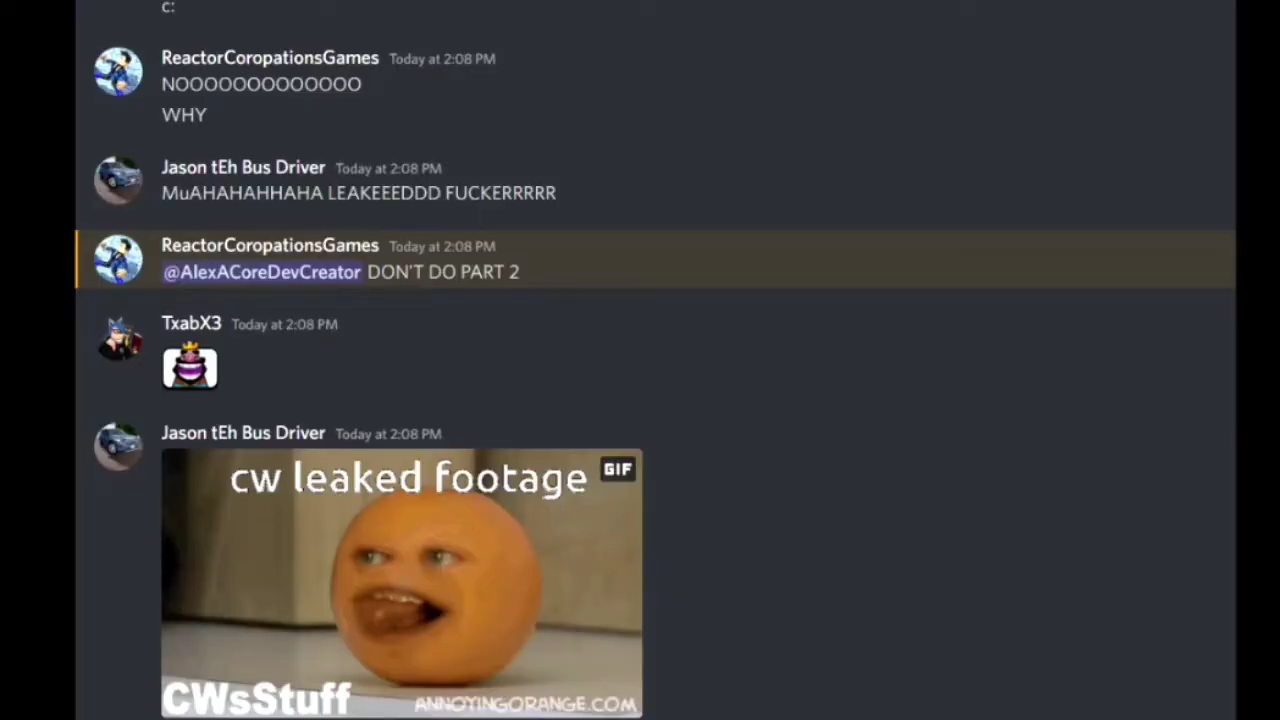 c:
ReactorCoropationsGames Today at 2:08 PM
NOOOOOOOOOOOOO
WHY
Jason tEh Bus Driver Today at 2:08 PM
MuAHAHAHHAHA LEAKEEEDDD FUCKERRRRR
ReactorCoropationsGames Today at 2:08 PM
@AlexACoreDevCreator DON'T DO PART 2
TxabX3 Today at 2:08 PM
Jason tEh Bus Driver Today at 2:08 PM
cw leaked footage GIF
CWsStuff ANNOYINGORANGE.COM